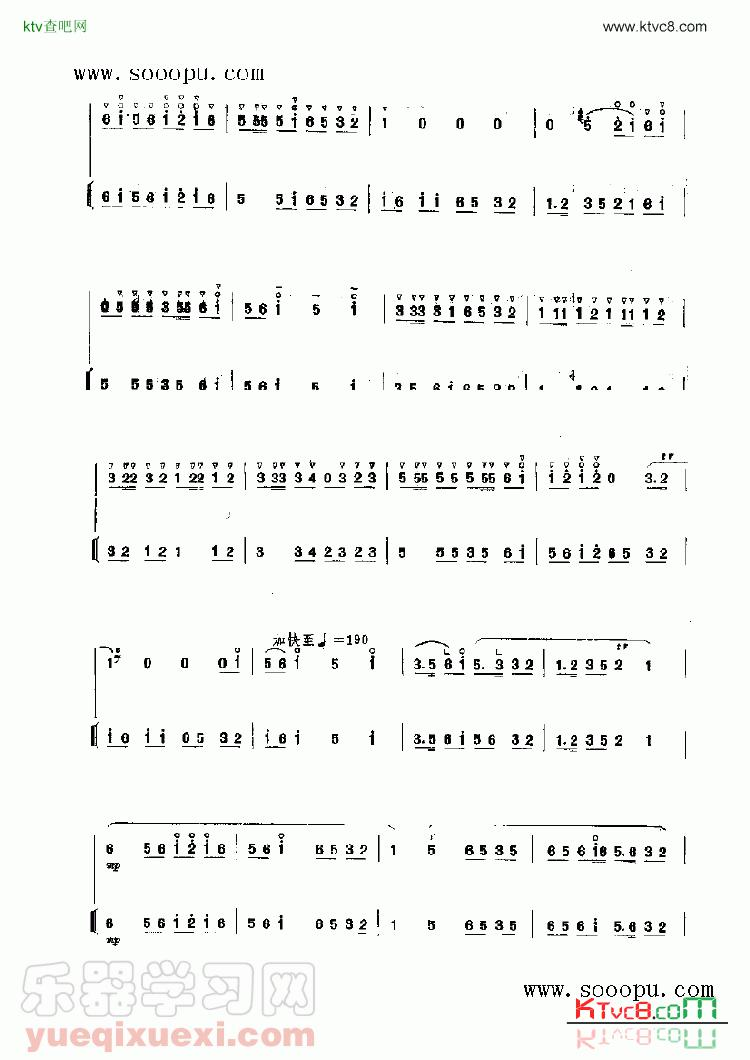 ktv查吧网 www.ktvc8.com
www.sooopu.com
6 i 5 6 i 2 i 6 | 5 55 5 i 6 5 3 2 | 1 0 0 0 | 0 5 2 i 6 i |
6 i 5 6 i 2 i 6 | 5 5 i 6 5 3 2 | i 6 i i 6 5 3 2 | 1. 2 3 5 2 1 6 i |
5 6 i 5 i | 3 33 3 1 6 5 3 2 | 1 11 1 2 1 11 1 2 |
5 5 5 3 5 6 i | 5 6 i 5 i |
3 22 3 2 1 22 1 2 | 3 33 3 4 0 3 2 3 | 5 55 5 5 5 55 6 i | i 2 i 2 0 3. 2 |
3 2 1 2 1 1 2 | 3 3 4 2 3 2 3 | 5 5 5 3 5 6 i | 5 6 i 2 6 5 3 2 |
加快至♩=190
1 0 0 0 i | 5 6 i 5 i | 3. 5 6 i 5. 3 3 2 | 1. 2 3 5 2 1 |
i 6 i i 0 5 3 2 | i 6 i 5 i | 3. 5 6 i 5 6 3 2 | 1. 2 3 5 2 1 |
6 5 6 i 2 i 6 | 5 6 i 6 5 3 2 | 1 5 6 5 3 5 | 6 5 6 i 6 5. 6 3 2 |
mp
6 5 6 i 2 i 6 | 5 6 i 0 5 3 2 | 1 5 6 5 3 5 | 6 5 6 i 5. 6 3 2 |
mp
乐器学习网
yueqixuexi.com
www.sooopu.com
KTvc8.com